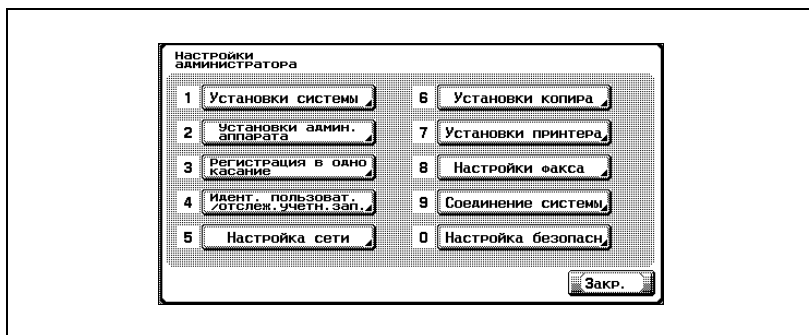 Настройки
администратора
1 Установки системы
2 Установки админ.
аппарата
3 Регистрация в одно
касание
4 Идент. пользоват.
/отслеж.учетн.зап.
5 Настройка сети
6 Установки копира
7 Установки принтера
8 Настройки факса
9 Соединение системы
0 Настройка безопасн
Закр.